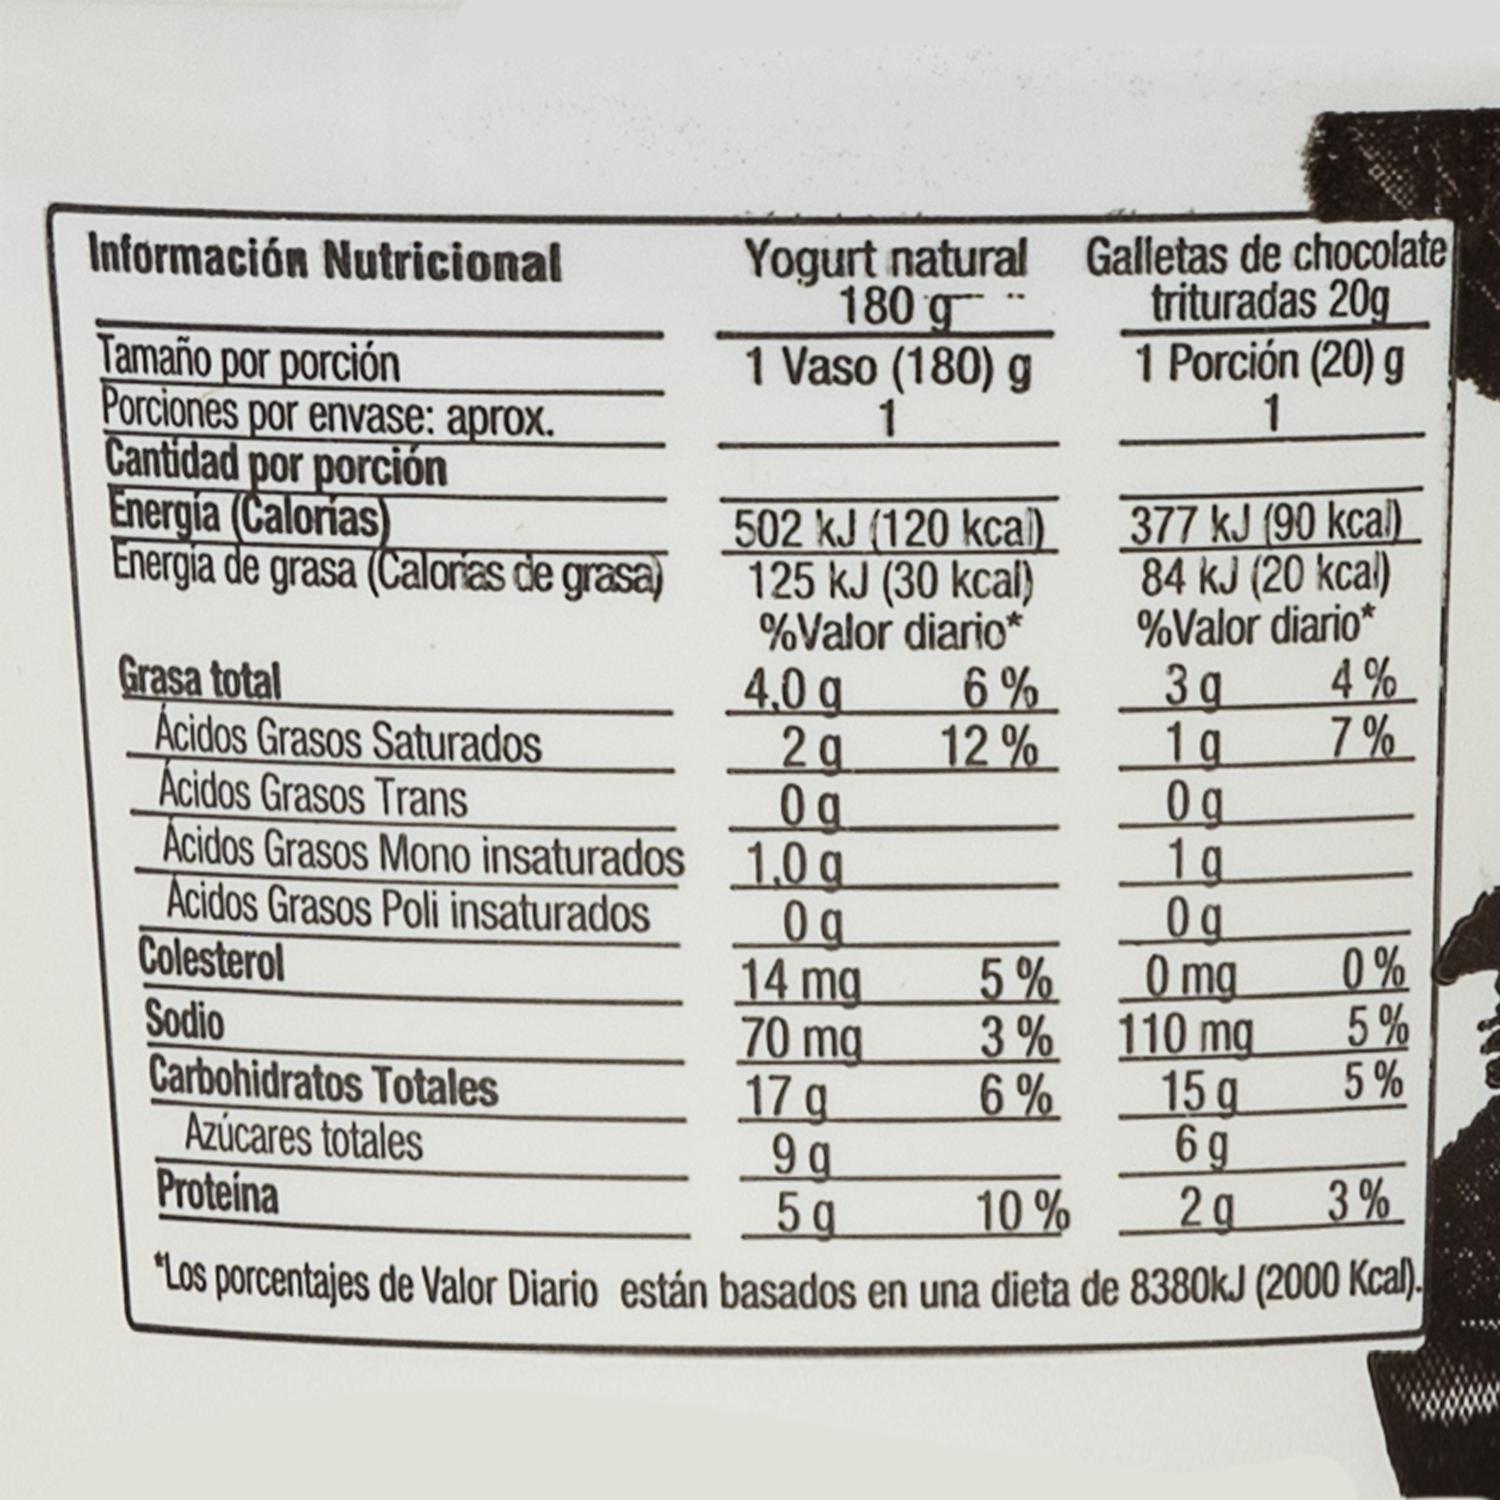 Información Nutricional Yogurt natural Galletas de chocolate
180 g trituradas 20g
Tamaño por porción 1 Vaso (180) g 1 Porción (20) g
Porciones por envase: aprox. 1 1
Cantidad por porción
Energía (Calorías) 502 kJ (120 kcal) 377 kJ (90 kcal)
Energía de grasa (Calorías de grasa) 125 kJ (30 kcal) 84 kJ (20 kcal)
%Valor diario* %Valor diario*
Grasa total 4,0 g 6 % 3 g 4 %
Ácidos Grasos Saturados 2 g 12 % 1 g 7 %
Ácidos Grasos Trans 0 g 0 g
Ácidos Grasos Mono insaturados 1,0 g 1 g
Ácidos Grasos Poli insaturados 0 g 0 g
Colesterol 14 mg 5 % 0 mg 0 %
Sodio 70 mg 3 % 110 mg 5 %
Carbohidratos Totales 17 g 6 % 15 g 5 %
Azúcares totales 9 g 6 g
Proteína 5 g 10 % 2 g 3 %
*Los porcentajes de Valor Diario están basados en una dieta de 8380kJ (2000 Kcal).